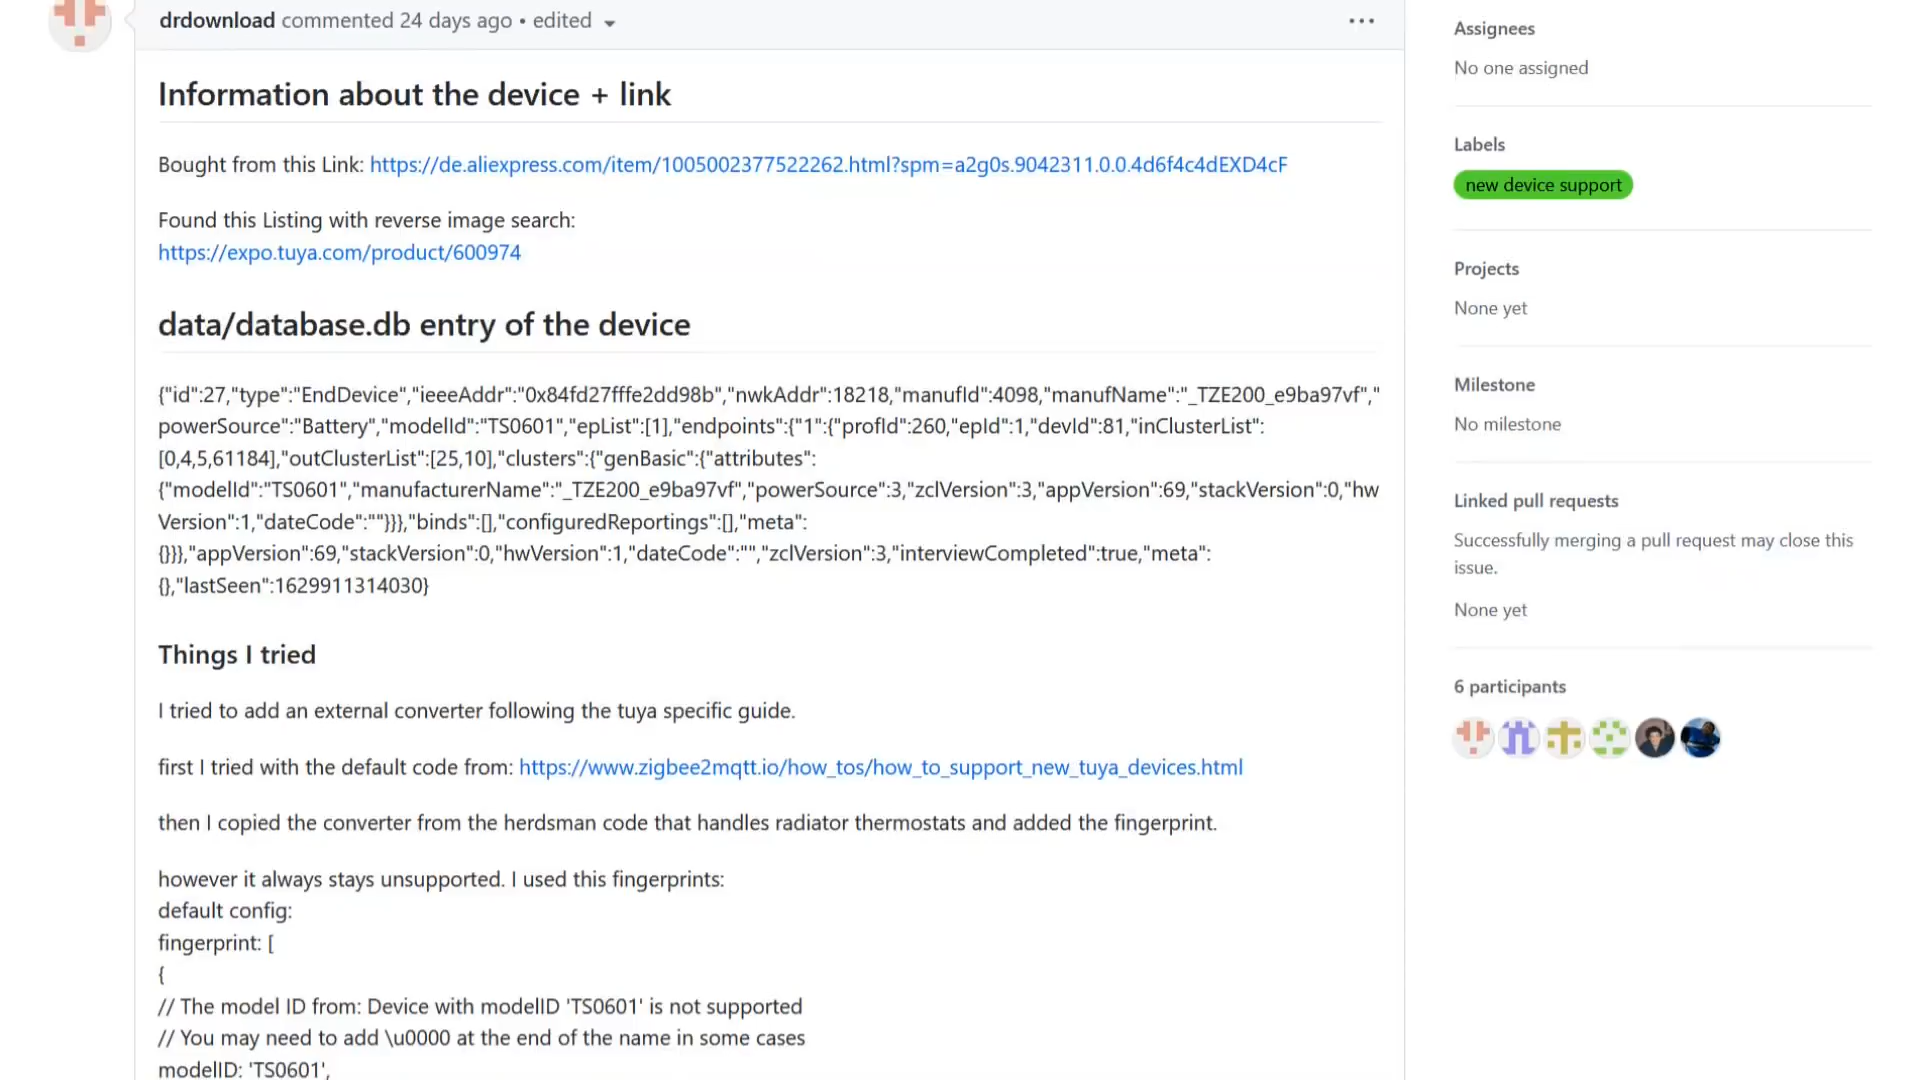 drdownload commented 24 days ago • edited
Information about the device + link
Bought from this Link: https://de.aliexpress.com/item/1005002377522262.html?spm=a2g0s.9042311.0.0.4d6f4c4dEXD4cF
Found this Listing with reverse image search:
https://expo.tuya.com/product/600974
data/database.db entry of the device
{"id":27,"type":"EndDevice","ieeeAddr":"0x84fd27fffe2dd98b","nwkAddr":18218,"manufId":4098,"manufName":"_TZE200_e9ba97vf","
powerSource":"Battery","modelId":"TS0601","epList":[1],"endpoints":{"1":{"profId":260,"epId":1,"devId":81,"inClusterList":
[0,4,5,61184],"outClusterList":[25,10],"clusters":{"genBasic":{"attributes":
{"modelId":"TS0601","manufacturerName":"_TZE200_e9ba97vf","powerSource":3,"zclVersion":3,"appVersion":69,"stackVersion":0,"hw
Version":1,"dateCode":""}}},"binds":[],"configuredReportings":[],"meta":
{}}},"appVersion":69,"stackVersion":0,"hwVersion":1,"dateCode":"","zclVersion":3,"interviewCompleted":true,"meta":
{},"lastSeen":1629911314030}
Things I tried
I tried to add an external converter following the tuya specific guide.
first I tried with the default code from: https://www.zigbee2mqtt.io/how_tos/how_to_support_new_tuya_devices.html
then I copied the converter from the herdsman code that handles radiator thermostats and added the fingerprint.
however it always stays unsupported. I used this fingerprints:
default config:
fingerprint: [
{
// The model ID from: Device with modelID 'TS0601' is not supported
// You may need to add \u0000 at the end of the name in some cases
modelID: 'TS0601',
Assignees
No one assigned
Labels
new device support
Projects
None yet
Milestone
No milestone
Linked pull requests
Successfully merging a pull request may close this
issue.
None yet
6 participants